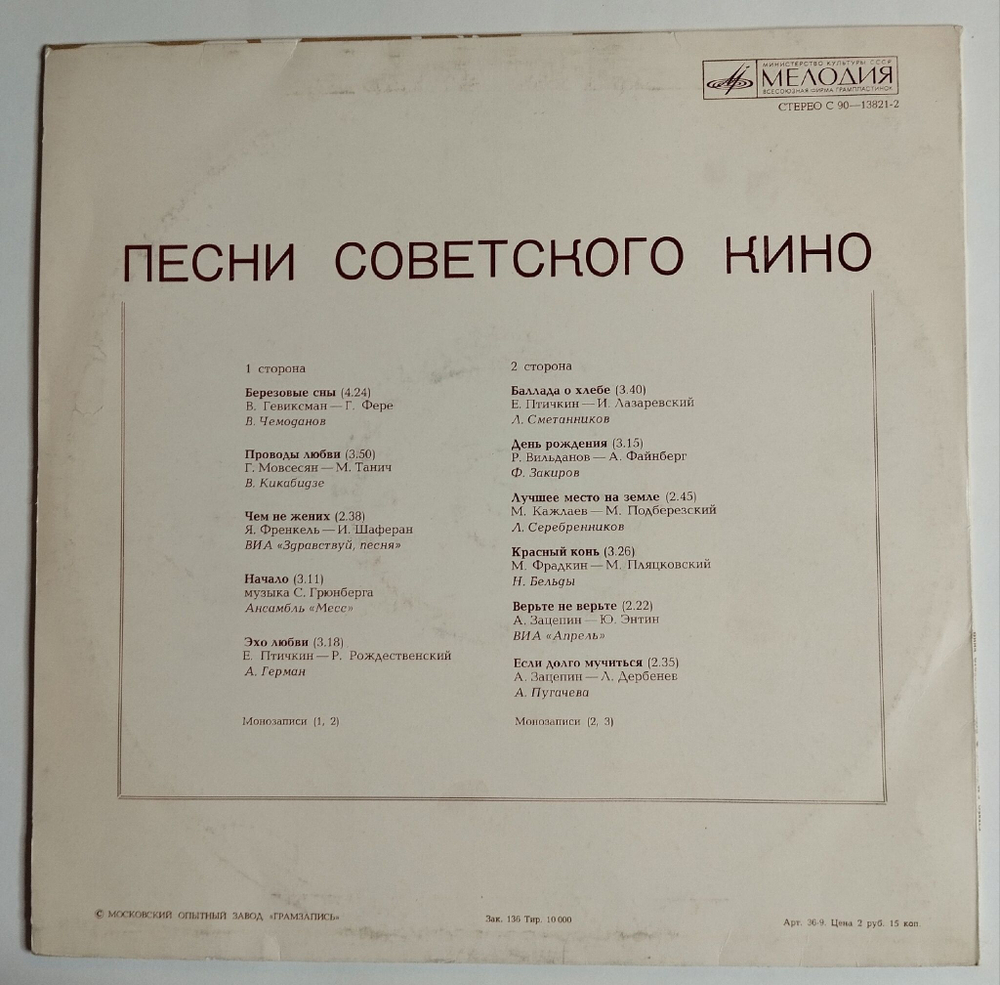 МИНИСТЕРСТВО КУЛЬТУРЫ СССР
МЕЛОДИЯ
ВСЕСОЮЗНАЯ ФИРМА ГРАМПЛАСТИНОК
СТЕРЕО С 90—13821-2
ПЕСНИ СОВЕТСКОГО КИНО
1 сторона
Березовые сны (4.24)
В. Гевиксман — Г. Фере
В. Чемоданов
Проводы любви (3.50)
Г. Мовсесян — М. Танич
В. Кикабидзе
Чем не жених (2.38)
Я. Френкель — И. Шаферан
ВИА «Здравствуй, песня»
Начало (3.11)
музыка С. Грюнберга
Ансамбль «Месс»
Эхо любви (3.18)
Е. Птичкин — Р. Рождественский
А. Герман
Монозаписи (1, 2)
2 сторона
Баллада о хлебе (3.40)
Е. Птичкин — И. Лазаревский
Л. Сметанников
День рождения (3.15)
Р. Вильданов — А. Файнберг
Ф. Закиров
Лучшее место на земле (2.45)
М. Кажлаев — М. Подберезский
Л. Серебренников
Красный конь (3.26)
М. Фрадкин — М. Пляцковский
Н. Бельды
Верьте не верьте (2.22)
А. Зацепин — Ю. Энтин
ВИА «Апрель»
Если долго мучиться (2.35)
А. Зацепин — Л. Дербенев
А. Пугачева
Монозаписи (2, 3)
© МОСКОВСКИЙ ОПЫТНЫЙ ЗАВОД «ГРАМЗАПИСЬ»
Зак. 136 Тир. 10 000
Арт. 36-9. Цена 2 руб. 15 коп.